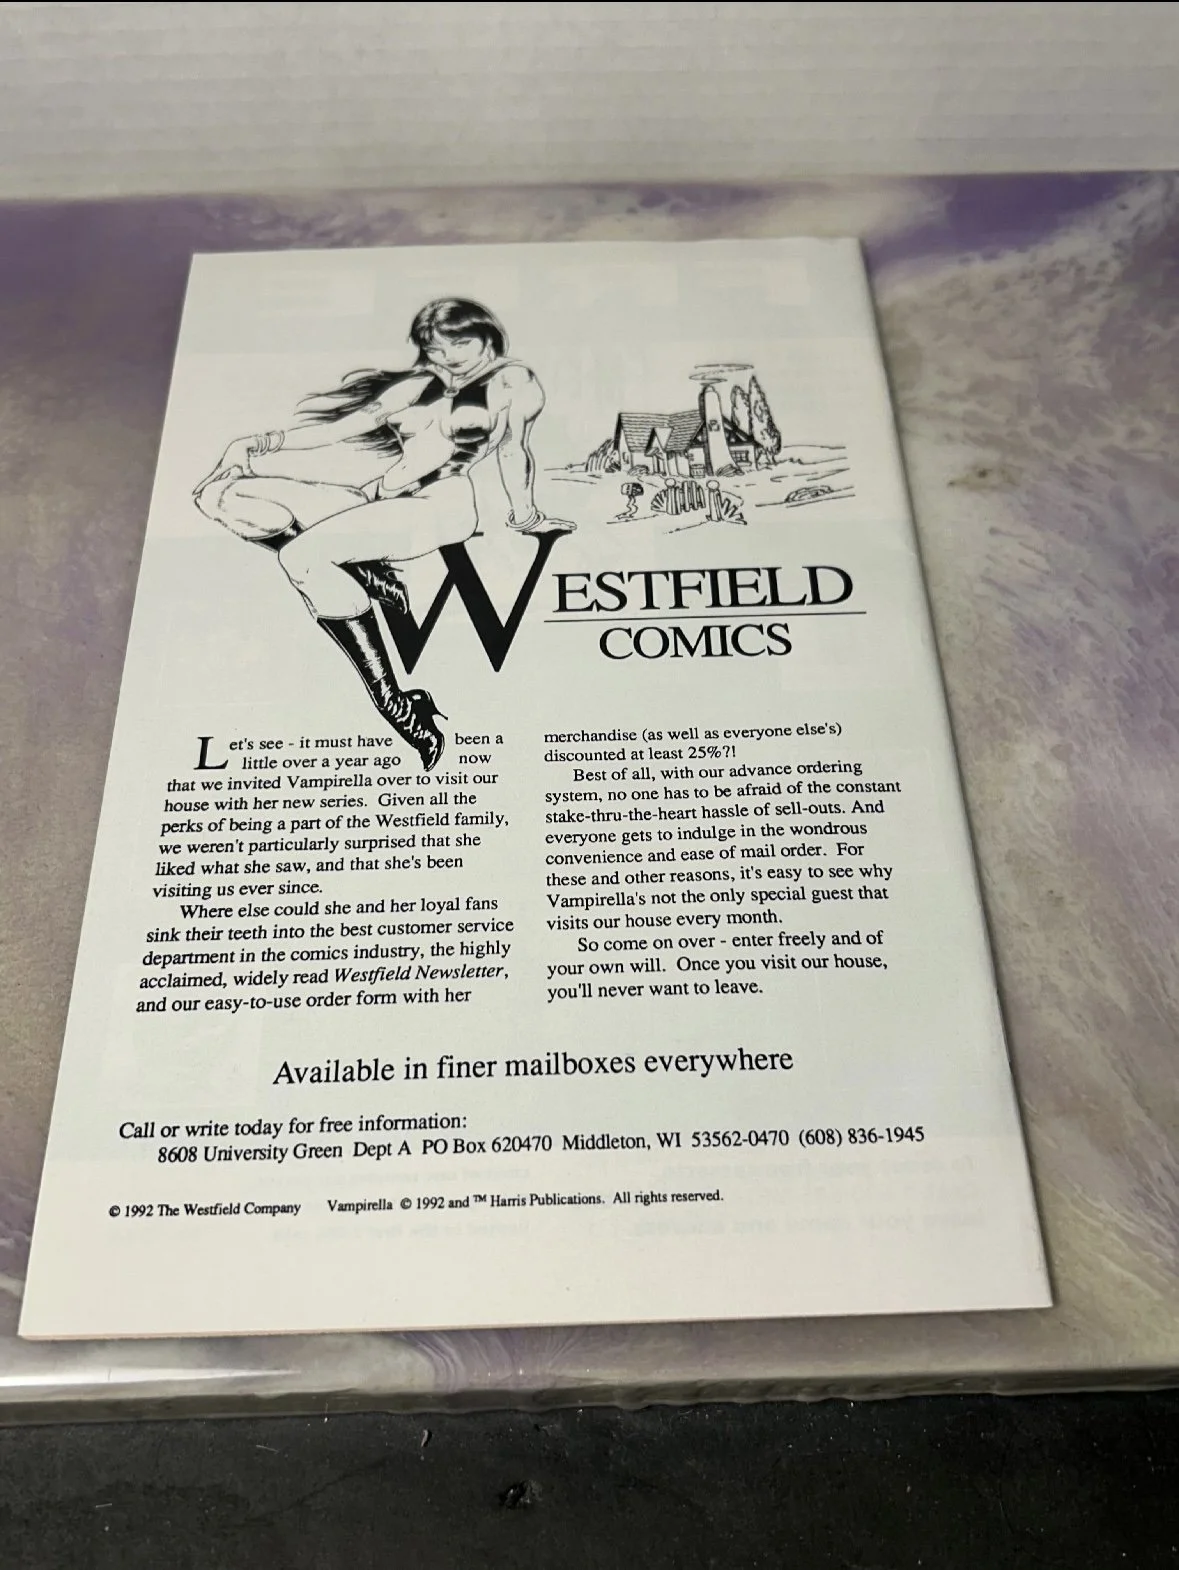 WESTFIELD
COMICS
Let's see - it must have been a
little over a year ago now
that we invited Vampirella over to visit our
house with her new series. Given all the
perks of being a part of the Westfield family,
we weren't particularly surprised that she
liked what she saw, and that she's been
visiting us ever since.
Where else could she and her loyal fans
sink their teeth into the best customer service
department in the comics industry, the highly
acclaimed, widely read Westfield Newsletter,
and our easy-to-use order form with her
merchandise (as well as everyone else's)
discounted at least 25%?!
Best of all, with our advance ordering
system, no one has to be afraid of the constant
stake-thru-the-heart hassle of sell-outs. And
everyone gets to indulge in the wondrous
convenience and ease of mail order. For
these and other reasons, it's easy to see why
Vampirella's not the only special guest that
visits our house every month.
So come on over - enter freely and of
your own will. Once you visit our house,
you'll never want to leave.
Available in finer mailboxes everywhere
Call or write today for free information:
8608 University Green Dept A PO Box 620470 Middleton, WI 53562-0470 (608) 836-1945
© 1992 The Westfield Company Vampirella © 1992 and ™ Harris Publications. All rights reserved.